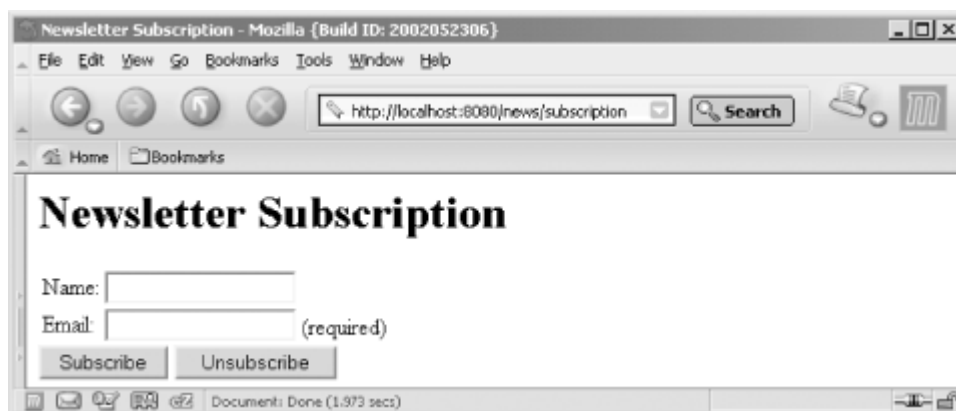 Newsletter Subscription - Mozilla {Build ID: 2002052306}
File Edit View Go Bookmarks Tools Window Help
http://localhost:8080/news/subscription Search
Home Bookmarks
Newsletter Subscription
Name:
Email: (required)
Subscribe Unsubscribe
Document: Done (1.973 secs)